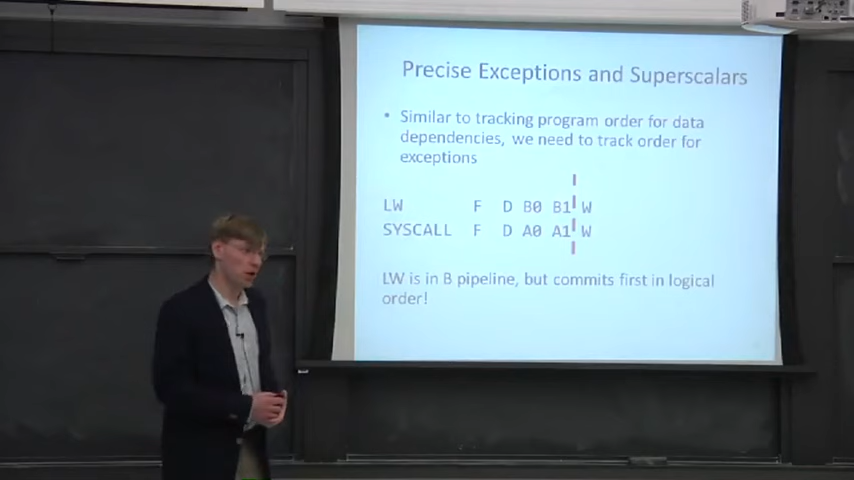 Precise Exceptions and Superscalars
• Similar to tracking program order for data
dependencies, we need to track order for
exceptions
LW F D B0 B1 W
SYSCALL F D A0 A1 W
LW is in B pipeline, but commits first in logical
order!